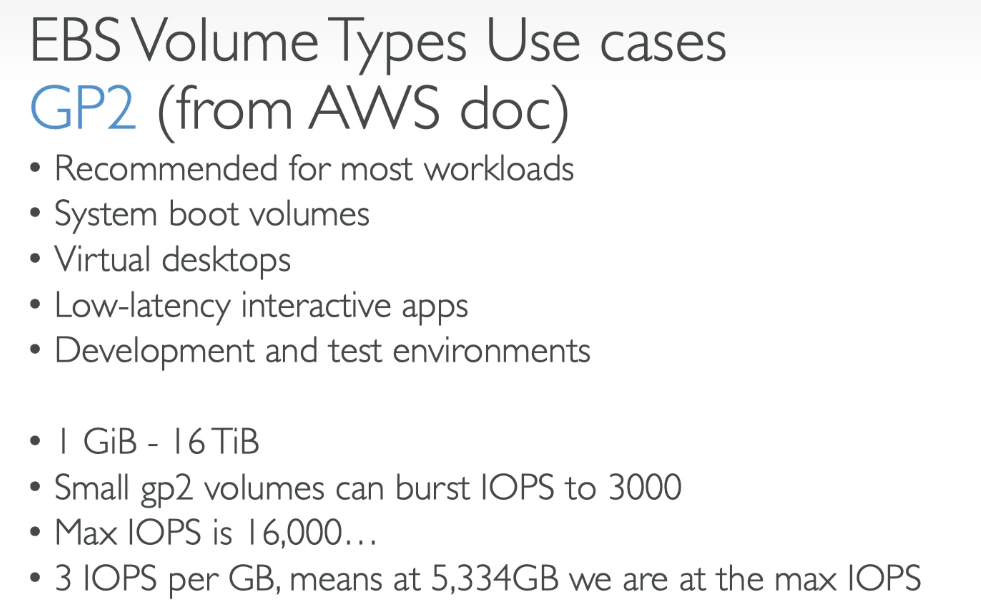 EBS Volume Types Use cases
GP2 (from AWS doc)
• Recommended for most workloads
• System boot volumes
• Virtual desktops
• Low-latency interactive apps
• Development and test environments
• 1 GiB - 16 TiB
• Small gp2 volumes can burst IOPS to 3000
• Max IOPS is 16,000…
• 3 IOPS per GB, means at 5,334GB we are at the max IOPS